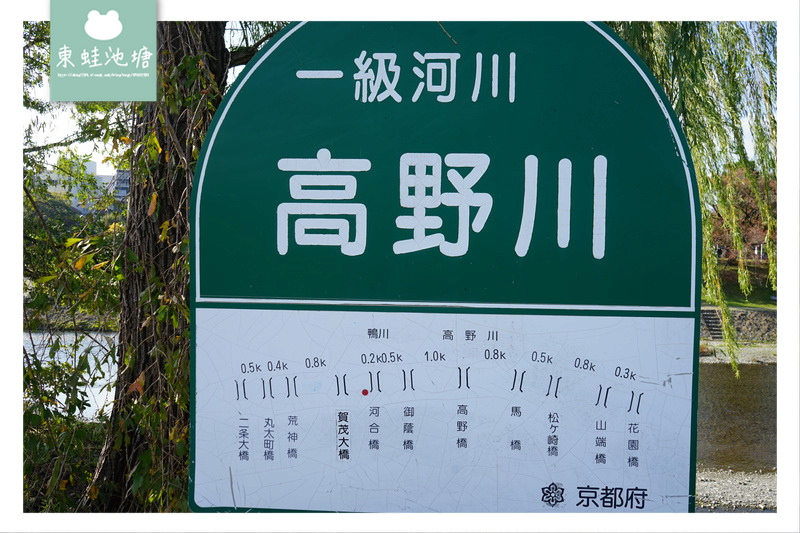 東蛙池塘
一級河川
高野川
鴨川 高野川
0.5k 0.4k 0.8k 0.2k 0.5k 1.0k 0.8k 0.5k 0.8k 0.3k
二条大橋
丸太町橋
荒神橋
賀茂大橋
河合橋
御蔭橋
高野橋
馬橋
松ケ崎橋
山端橋
花園橋
京都府